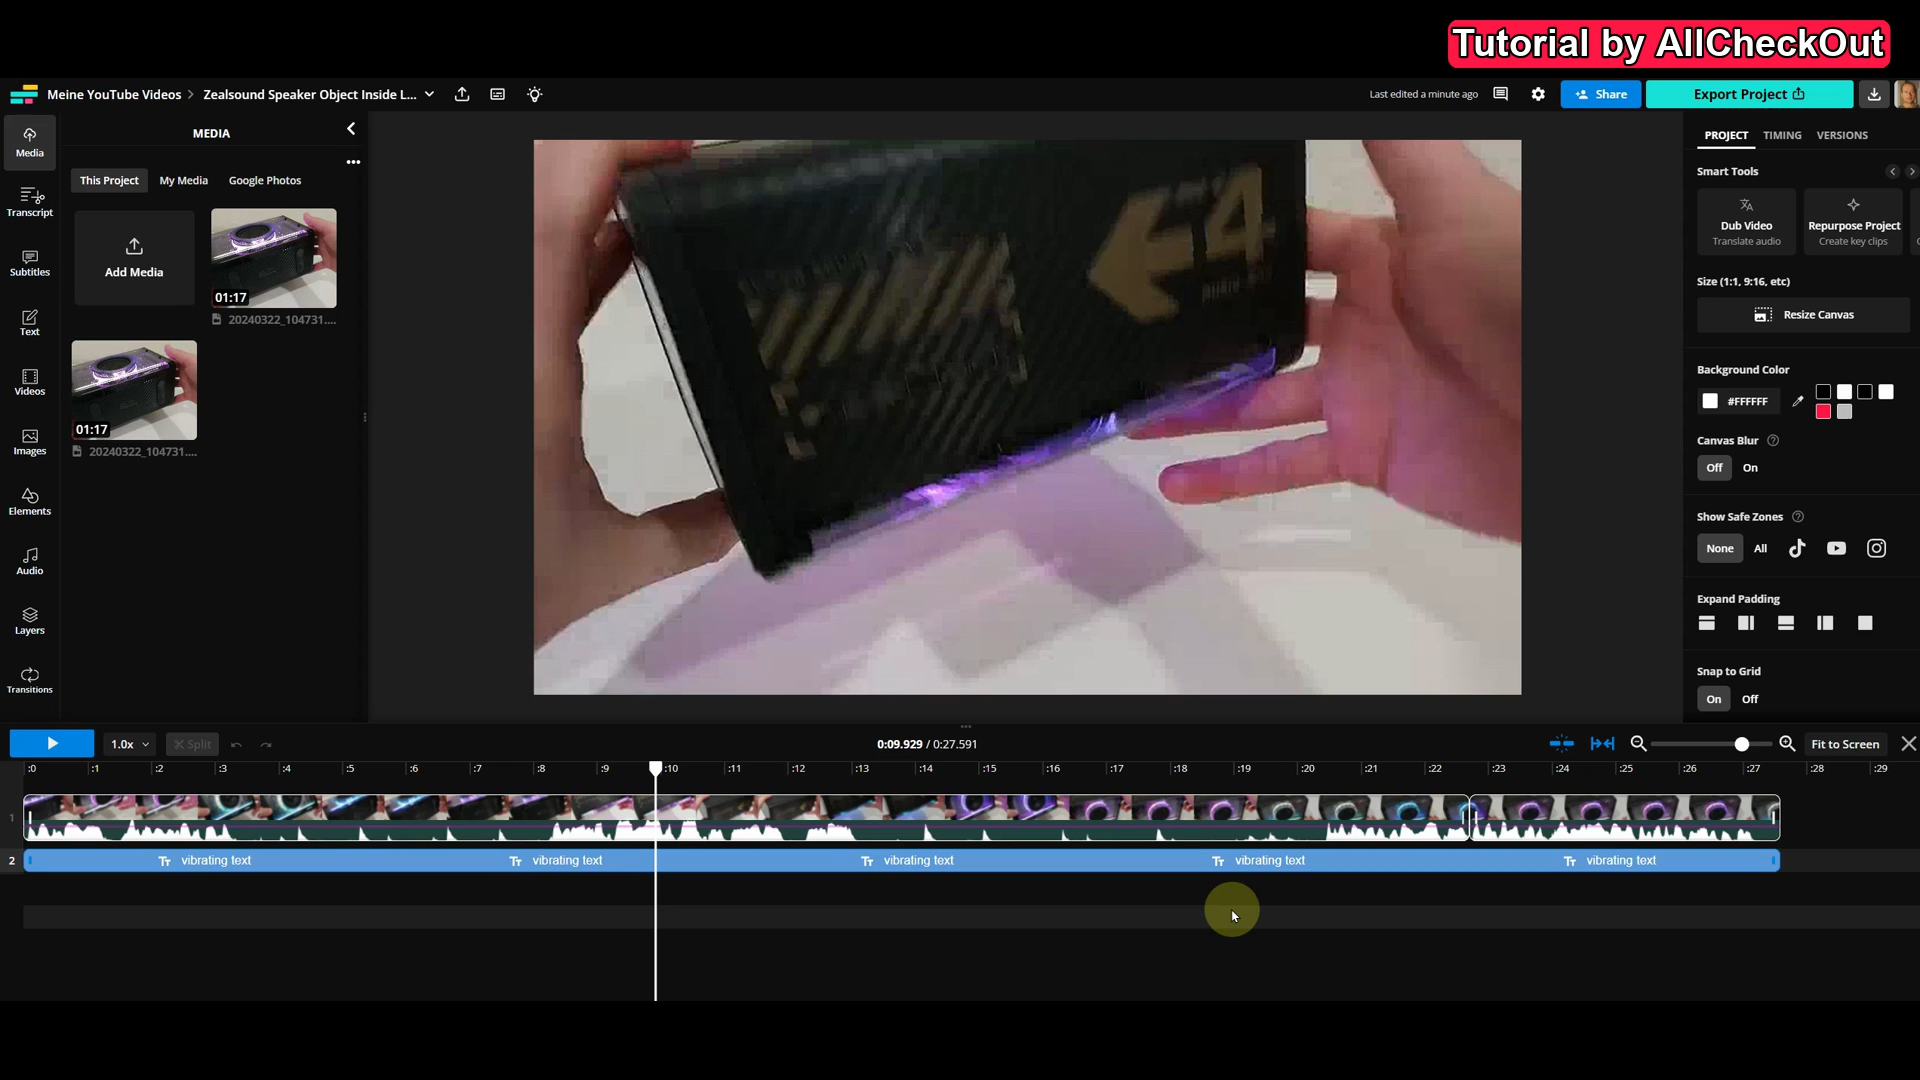 Tutorial by AllCheckOut
Meine YouTube Videos > Zealsound Speaker Object Inside L...
Last edited a minute ago
Share
Export Project
Media
Transcript
Subtitles
Text
Videos
Images
Elements
Audio
Layers
Transitions
MEDIA
This Project My Media Google Photos
Add Media
01:17
20240322_104731....
01:17
20240322_104731....
PROJECT TIMING VERSIONS
Smart Tools
Dub Video
Translate audio
Repurpose Project
Create key clips
Size (1:1, 9:16, etc)
Resize Canvas
Background Color
#FFFFFF
Canvas Blur
Off On
Show Safe Zones
None All
Expand Padding
Snap to Grid
On Off
1.0x Split
0:09.929 / 0:27.591
Fit to Screen
:0 :1 :2 :3 :4 :5 :6 :7 :8 :9 :10 :11 :12 :13 :14 :15 :16 :17 :18 :19 :20 :21 :22 :23 :24 :25 :26 :27 :28 :29
1
2 Tr vibrating text Tr vibrating text Tr vibrating text Tr vibrating text Tr vibrating text